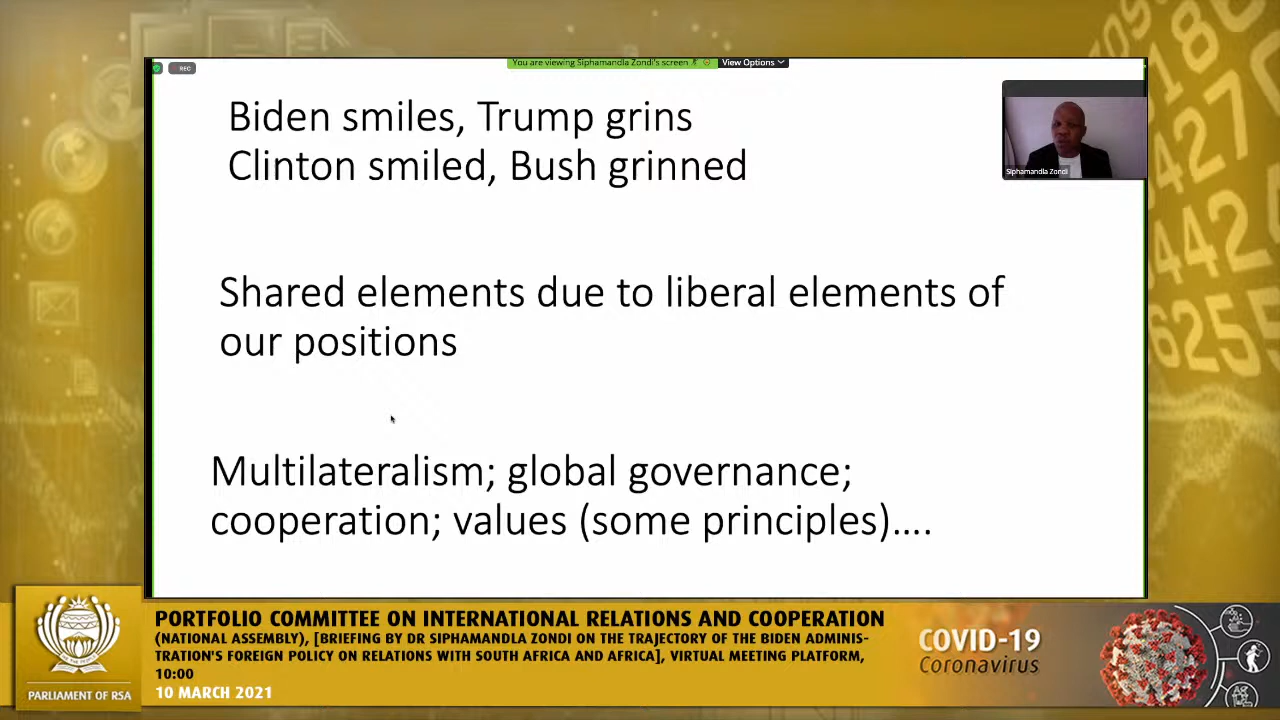 REC
You are viewing Siphamandla Zondi's screen
View Options
Biden smiles, Trump grins
Clinton smiled, Bush grinned
Siphamandla Zondi
Shared elements due to liberal elements of
our positions
Multilateralism; global governance;
cooperation; values (some principles)....
PORTFOLIO COMMITTEE ON INTERNATIONAL RELATIONS AND COOPERATION
(NATIONAL ASSEMBLY), [BRIEFING BY DR SIPHAMANDLA ZONDI ON THE TRAJECTORY OF THE BIDEN ADMINIS-
TRATION'S FOREIGN POLICY ON RELATIONS WITH SOUTH AFRICA AND AFRICA], VIRTUAL MEETING PLATFORM,
10:00
10 MARCH 2021
PARLIAMENT OF RSA
COVID-19
Coronavirus